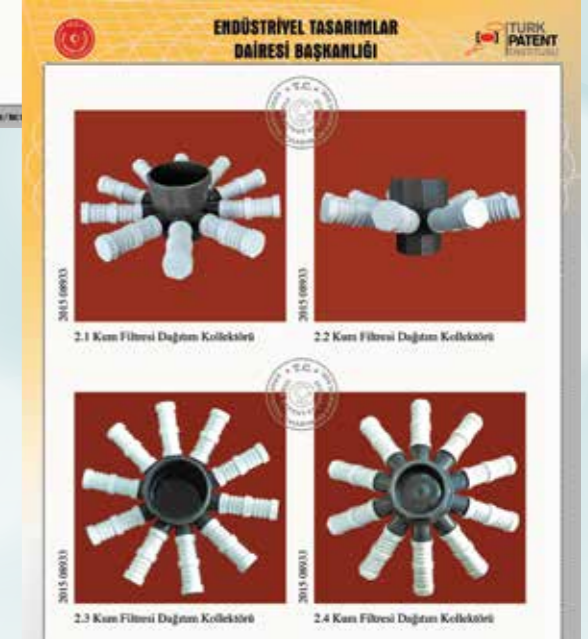 ENDÜSTRİYEL TASARIMLAR
DAİRESİ BAŞKANLIĞI
TURK
PATENT
ENSTİTÜSÜ
T.C.
2015 08933
2.1 Kum Filtresi Dağıtım Kollektörü
2015 08933
2.2 Kum Filtresi Dağıtım Kollektörü
T.C.
2015 08933
2.3 Kum Filtresi Dağıtım Kollektörü
2015 08933
2.4 Kum Filtresi Dağıtım Kollektörü